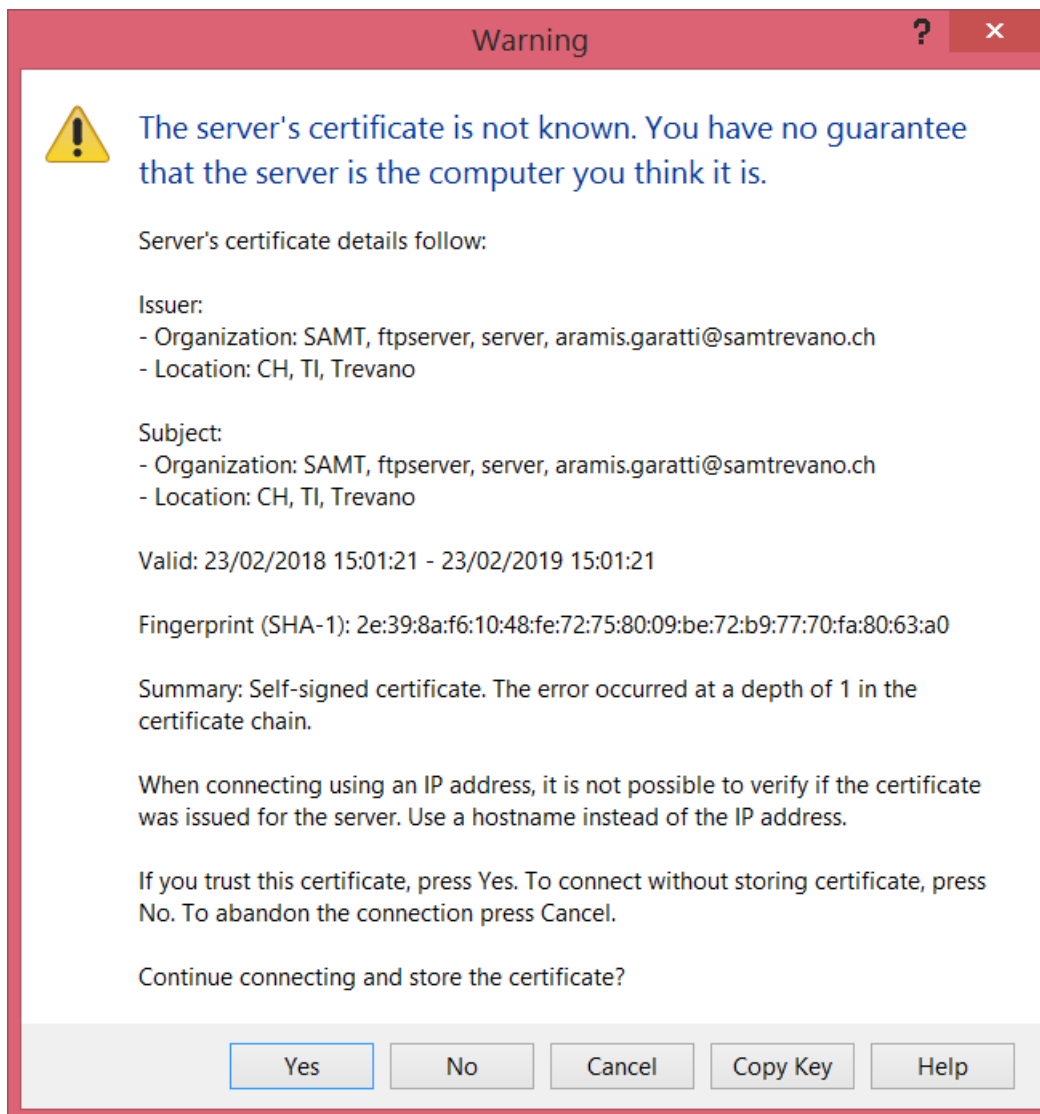 Warning
?
×
The server's certificate is not known. You have no guarantee
that the server is the computer you think it is.
Server's certificate details follow:
Issuer:
- Organization: SAMT, ftpserver, server, aramis.garatti@samtrevano.ch
- Location: CH, TI, Trevano
Subject:
- Organization: SAMT, ftpserver, server, aramis.garatti@samtrevano.ch
- Location: CH, TI, Trevano
Valid: 23/02/2018 15:01:21 - 23/02/2019 15:01:21
Fingerprint (SHA-1): 2e:39:8a:f6:10:48:fe:72:75:80:09:be:72:b9:77:70:fa:80:63:a0
Summary: Self-signed certificate. The error occurred at a depth of 1 in the
certificate chain.
When connecting using an IP address, it is not possible to verify if the certificate
was issued for the server. Use a hostname instead of the IP address.
If you trust this certificate, press Yes. To connect without storing certificate, press
No. To abandon the connection press Cancel.
Continue connecting and store the certificate?
Yes No Cancel Copy Key Help